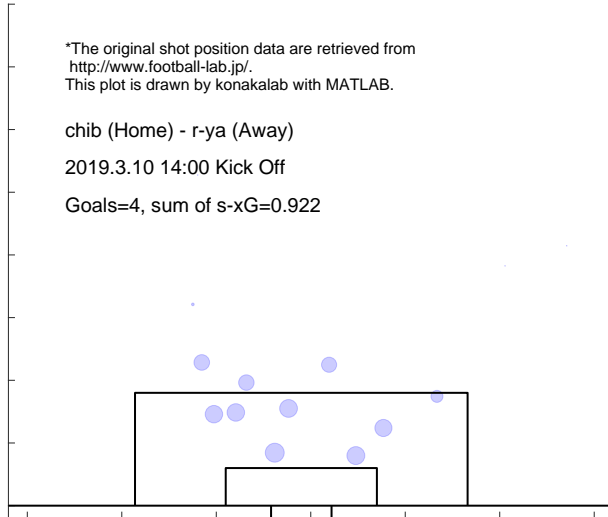 *The original shot position data are retrieved from
http://www.football-lab.jp/.
This plot is drawn by konakalab with MATLAB.
chib (Home) - r-ya (Away)
2019.3.10 14:00 Kick Off
Goals=4, sum of s-xG=0.922